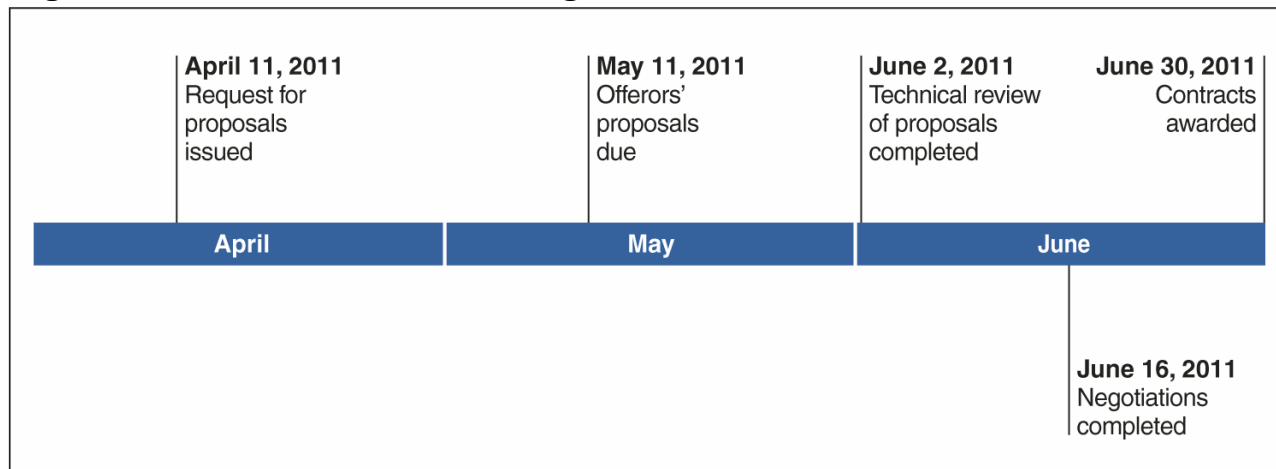 April 11, 2011
Request for
proposals
issued
May 11, 2011
Offerors'
proposals
due
June 2, 2011
Technical review
of proposals
completed
June 30, 2011
Contracts
awarded
April
May
June
June 16, 2011
Negotiations
completed